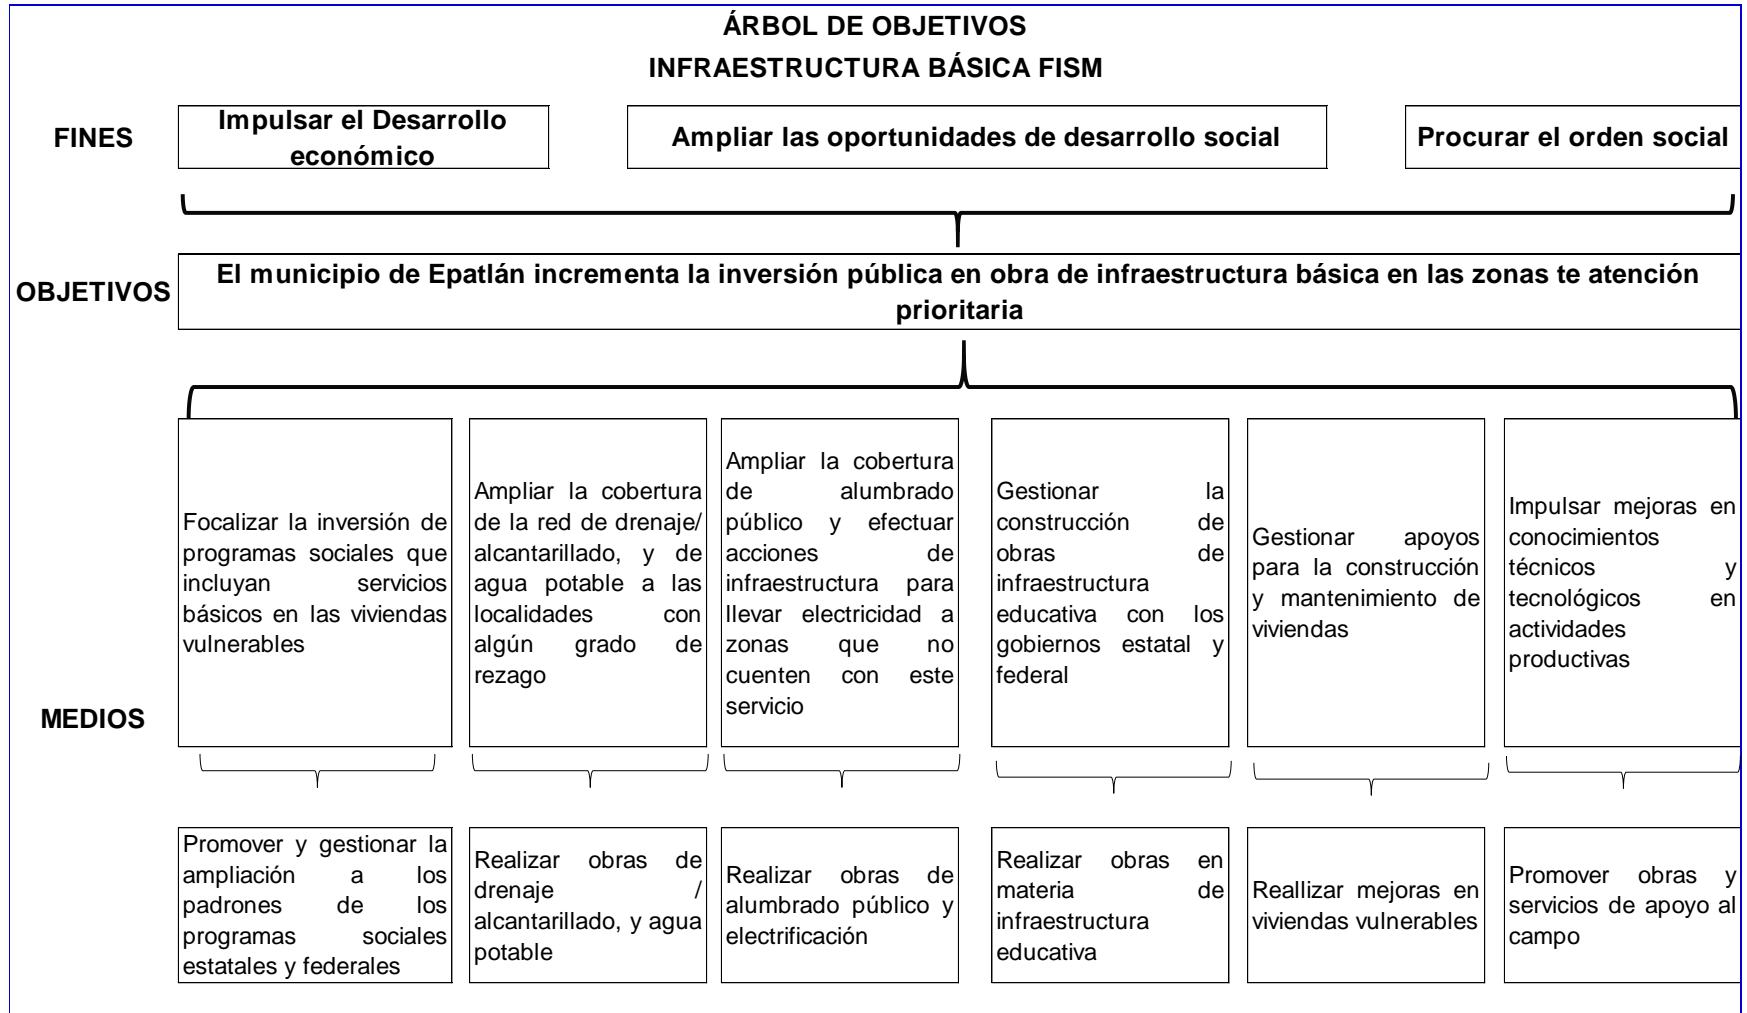 ÁRBOL DE OBJETIVOS
INFRAESTRUCTURA BÁSICA FISM
FINES
Impulsar el Desarrollo
económico
Ampliar las oportunidades de desarrollo social
Procurar el orden social
OBJETIVOS
El municipio de Epatlán incrementa la inversión pública en obra de infraestructura básica en las zonas te atención
prioritaria
MEDIOS
Focalizar la inversión de
programas sociales que
incluyan servicios
básicos en las viviendas
vulnerables
Ampliar la cobertura
de la red de drenaje/
alcantarillado, y de
agua potable a las
localidades con
algún grado de
rezago
Ampliar la cobertura
de alumbrado
público y efectuar
acciones de
infraestructura para
llevar electricidad a
zonas que no
cuenten con este
servicio
Gestionar la
construcción de
obras de
infraestructura
educativa con los
gobiernos estatal y
federal
Gestionar apoyos
para la construcción
y mantenimiento de
viviendas
Impulsar mejoras en
conocimientos
técnicos y
tecnológicos en
actividades
productivas
Promover y gestionar la
ampliación a los
padrones de los
programas sociales
estatales y federales
Realizar obras de
drenaje /
alcantarillado, y agua
potable
Realizar obras de
alumbrado público y
electrificación
Realizar obras en
materia de
infraestructura
educativa
Reallizar mejoras en
viviendas vulnerables
Promover obras y
servicios de apoyo al
campo